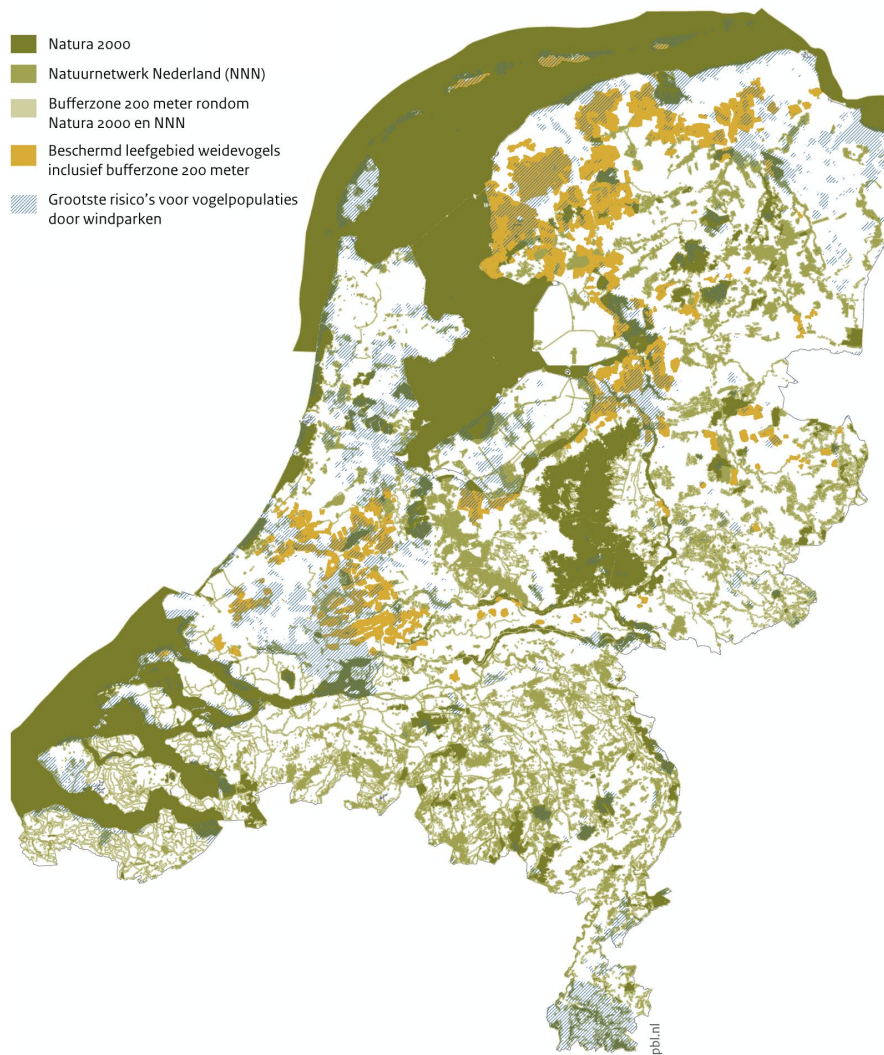 Natura 2000
Natuurnetwerk Nederland (NNN)
Bufferzone 200 meter rondom
Natura 2000 en NNN
Beschermd leefgebied weidevogels
inclusief bufferzone 200 meter
Grootste risico's voor vogelpopulaties
door windparken
pbl.nl